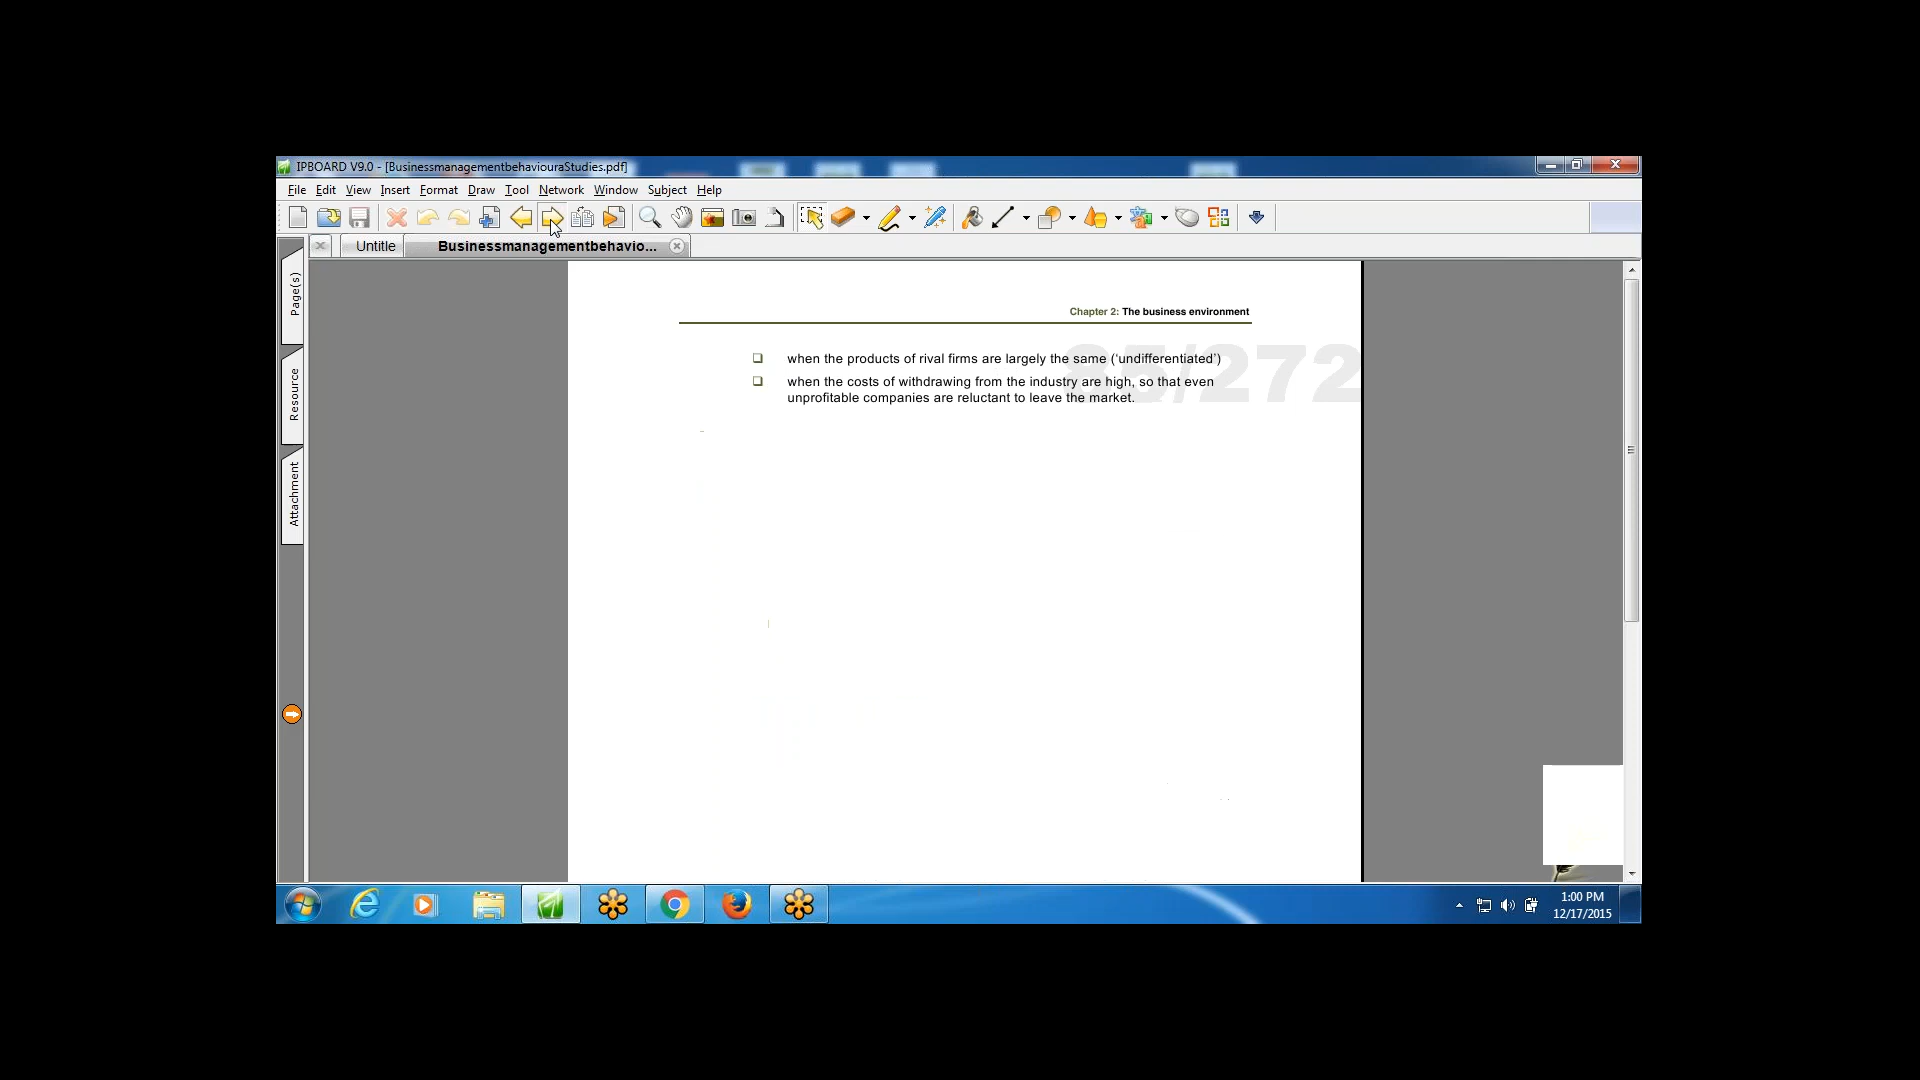 IPBOARD V9.0 - [BusinessmanagementbehaviouraStudies.pdf]
File Edit View Insert Format Draw Tool Network Window Subject Help
Untitle Businessmanagementbehavio...
Page(s)
Resource
Attachment
Chapter 2: The business environment
85/272
❑ when the products of rival firms are largely the same (‘undifferentiated’)
❑ when the costs of withdrawing from the industry are high, so that even
unprofitable companies are reluctant to leave the market.
1:00 PM
12/17/2015